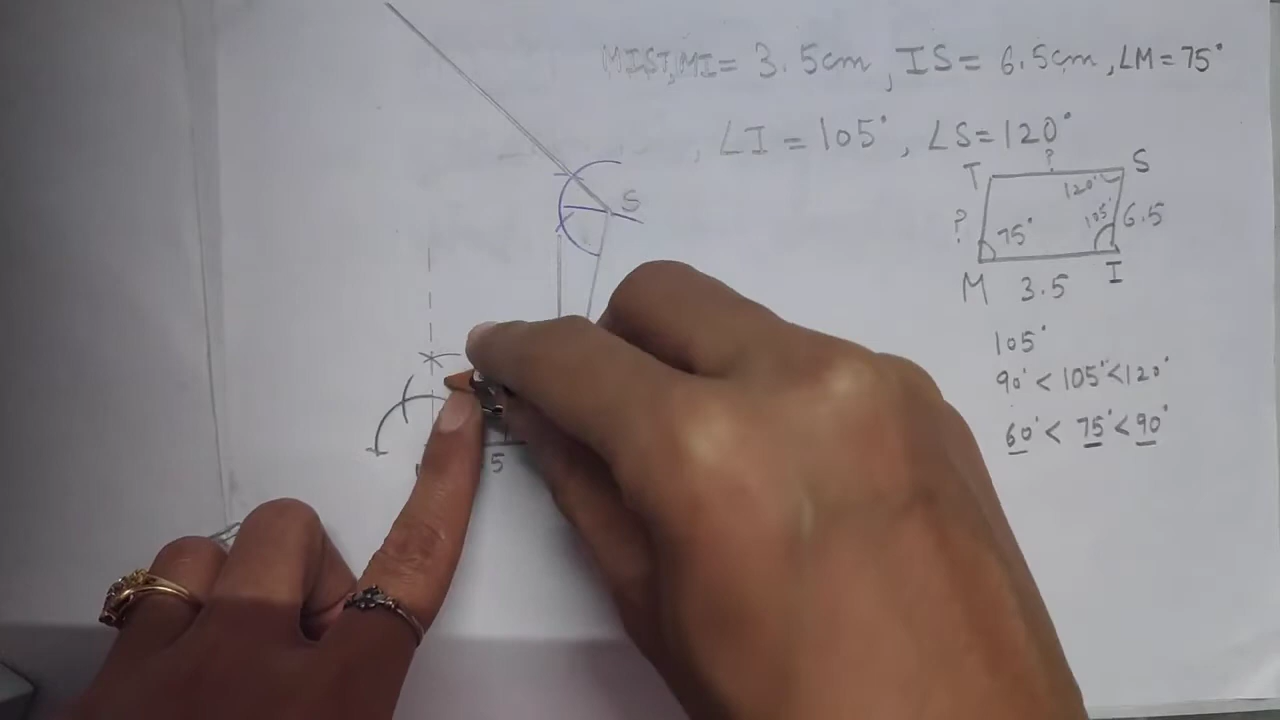 MIST, MI = 3.5cm, IS = 6.5cm, ∠M = 75°
, ∠I = 105°, ∠S = 120°
?
T S
120°
105°
? 75° 6.5
M 3.5 I
105°
90° < 105° < 120°
60° < 75° < 90°
S
5